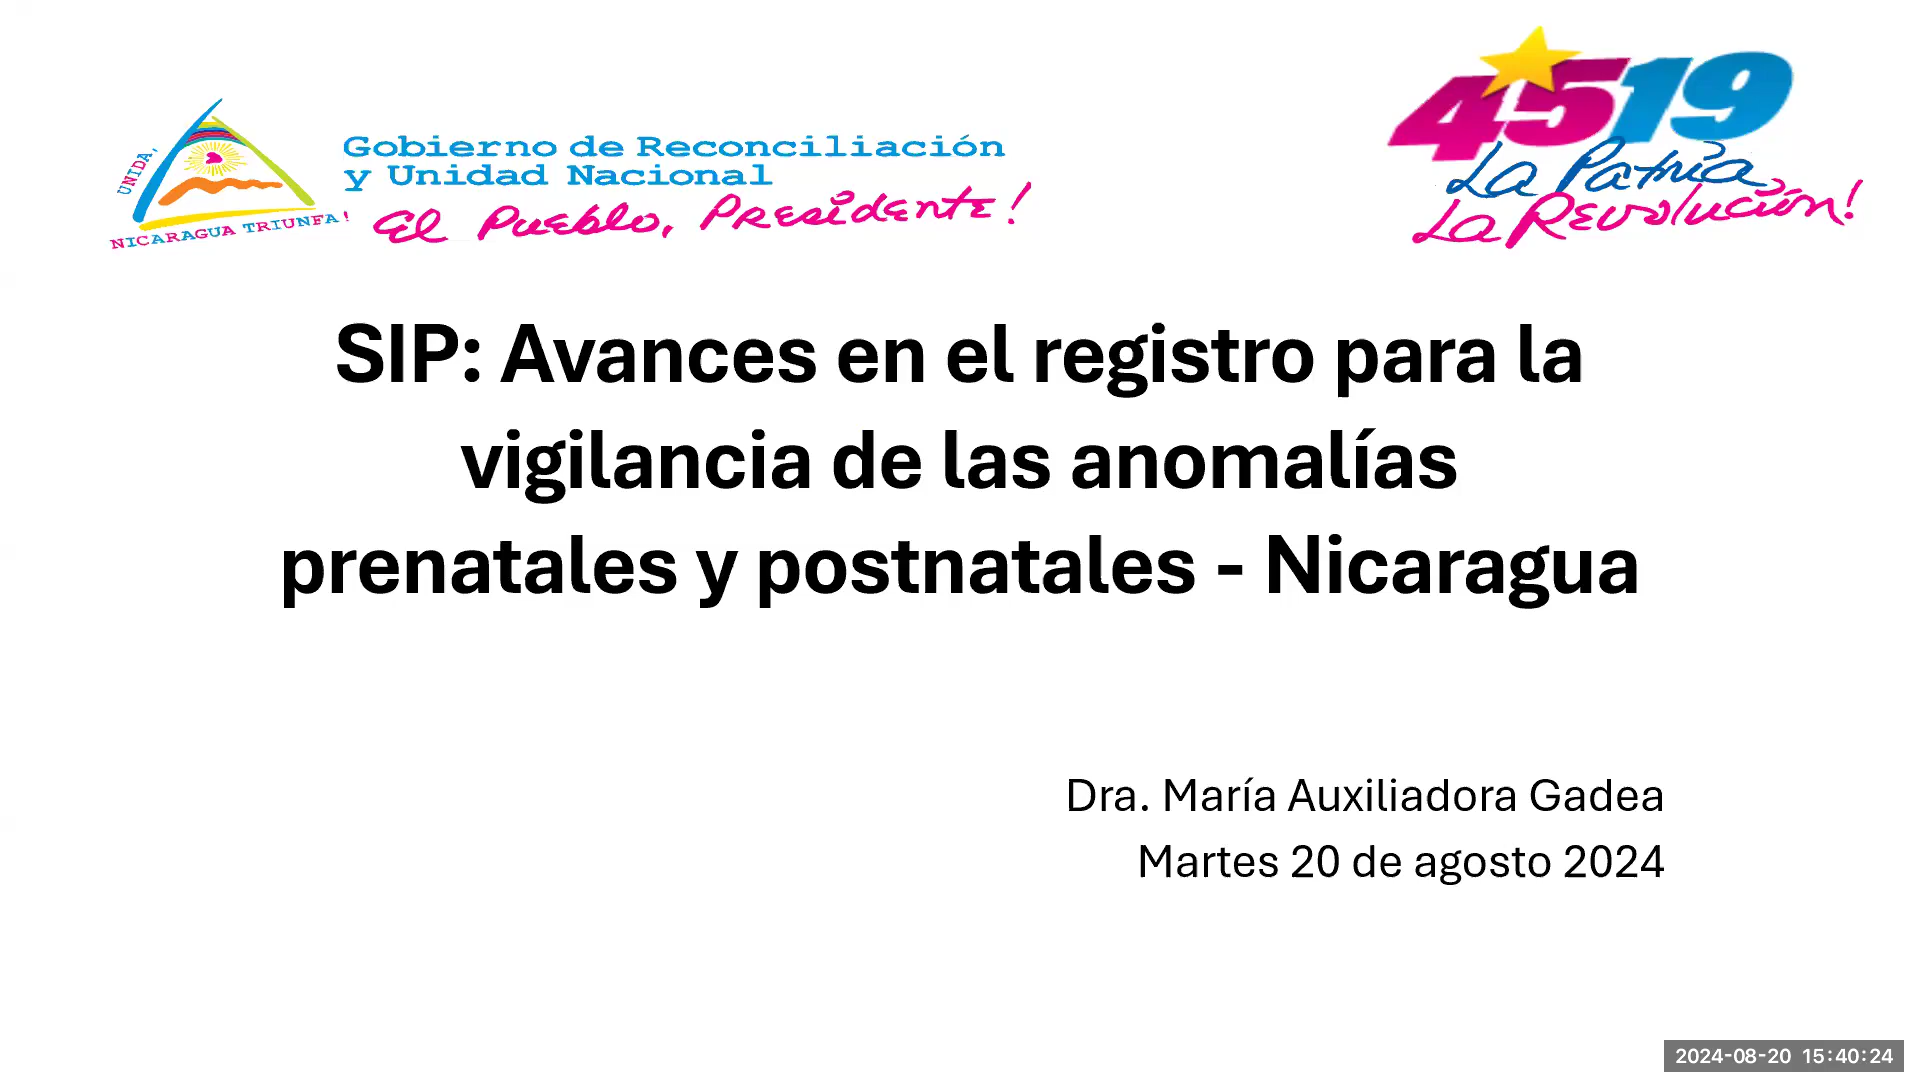 UNIDA,
NICARAGUA TRIUNFA!
Gobierno de Reconciliación
y Unidad Nacional
El Pueblo, Presidente!
4519
La Patria,
La Revolución!
SIP: Avances en el registro para la
vigilancia de las anomalías
prenatales y postnatales - Nicaragua
Dra. María Auxiliadora Gadea
Martes 20 de agosto 2024
2024-08-20 15:40:24